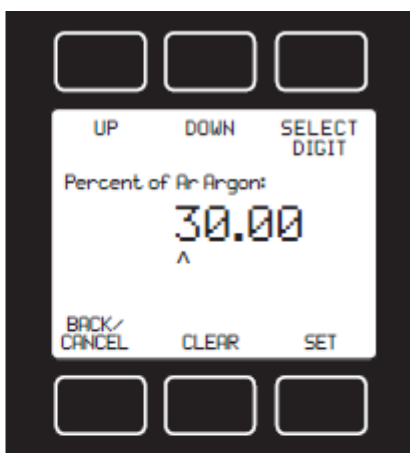 UP DOWN SELECT
DIGIT
Percent of Ar Argon:
30.00
^
BACK/
CANCEL CLEAR SET